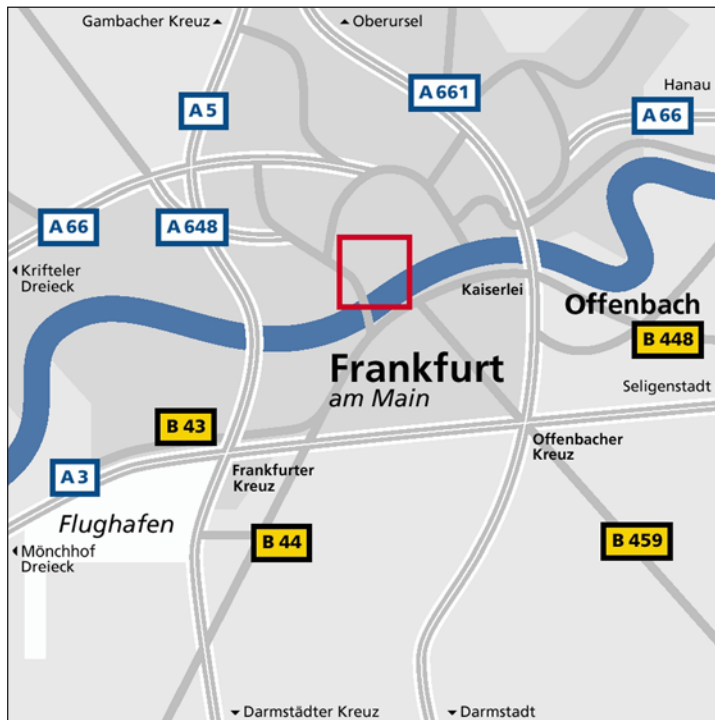 Gambacher Kreuz
Oberursel
A 5
A 661
Hanau
A 66
A 66
A 648
Krifteler
Dreieck
Kaiserlei
Offenbach
B 448
Frankfurt
am Main
Seligenstadt
B 43
Offenbacher
Kreuz
A 3
Frankfurter
Kreuz
Flughafen
B 44
B 459
Mönchhof
Dreieck
Darmstädter Kreuz
Darmstadt